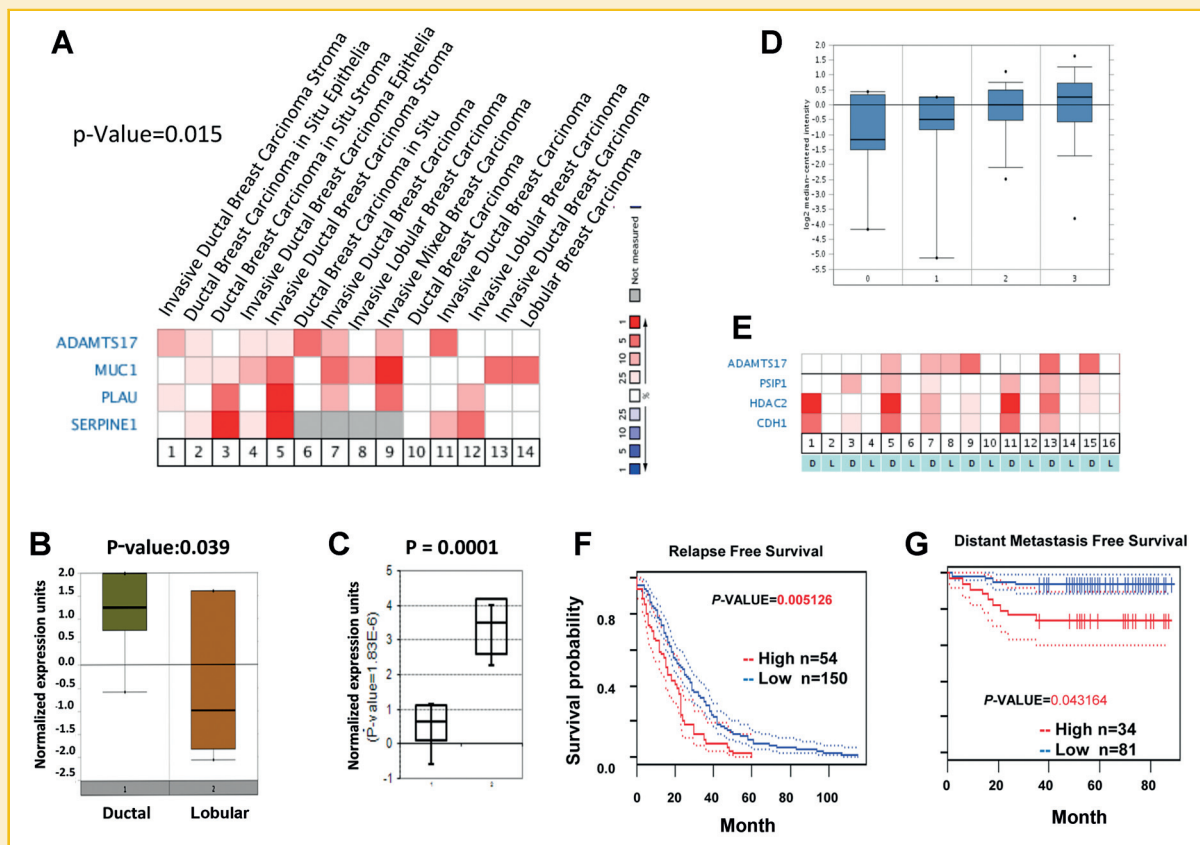 A
p-Value=0.015
Invasive Ductal Breast Carcinoma Stroma
Ductal Breast Carcinoma in Situ Epithelia
Ductal Breast Carcinoma in Situ Stroma
Invasive Ductal Breast Carcinoma Epithelia
Invasive Ductal Breast Carcinoma Stroma
Ductal Breast Carcinoma in Situ
Invasive Ductal Breast Carcinoma
Invasive Lobular Breast Carcinoma
Invasive Mixed Breast Carcinoma
Ductal Breast Carcinoma
Invasive Ductal Breast Carcinoma
Invasive Lobular Breast Carcinoma
Invasive Ductal Breast Carcinoma
Lobular Breast Carcinoma
ADAMTS17
MUC1
PLAU
SERPINE1
1 2 3 4 5 6 7 8 9 10 11 12 13 14
Not measured
1
5
10
25
%
25
10
5
1
D
log2 median-centered intensity
2.0
1.5
1.0
0.5
0.0
-0.5
-1.0
-1.5
-2.0
-2.5
-3.0
-3.5
-4.0
-4.5
-5.0
-5.5
0 1 2 3
E
ADAMTS17
PSIP1
HDAC2
CDH1
1 2 3 4 5 6 7 8 9 10 11 12 13 14 15 16
D L D L D L D L D L D L D L D L
B
P-value:0.039
Normalized expression units
2.0
1.5
1.0
0.5
0.0
-0.5
-1.0
-1.5
-2.0
-2.5
1 2
Ductal Lobular
C
P = 0.0001
Normalized expression units
(P-value=1.83E-6)
5
4
3
2
1
0
-1
1 2
F
Relapse Free Survival
P-VALUE=0.005126
High n=54
Low n=150
Survival probability
0.8
0.4
0.0
0 20 40 60 80 100
Month
G
Distant Metastasis Free Survival
P-VALUE=0.043164
High n=34
Low n=81
0 20 40 60 80
Month